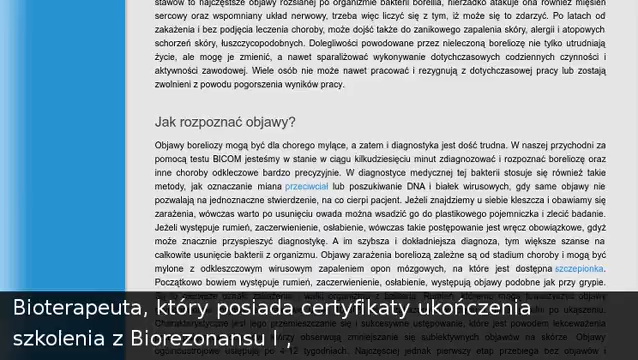 stawów to najczęstsze objawy rozsianej po organizmie bakterii borelii, nierzadko atakuje ona również mięsień
sercowy oraz wspomniany układ nerwowy, trzeba więc liczyć się z tym, iż może się to zdarzyć. Po latach od
zakażenia i bez podjęcia leczenia choroby, może dojść także do zanikowego zapalenia skóry, alergii i atopowych
schorzeń skóry, łuszczycopodobnych. Dolegliwości powodowane przez nieleczoną boreliozę nie tylko utrudniają
życie, ale mogę je zmienić, a nawet sparaliżować wykonywanie dotychczasowych codziennych czynności i
aktywności zawodowej. Wiele osób nie może nawet pracować i rezygnują z dotychczasowej pracy lub zostają
zwolnieni z powodu pogorszenia wyników pracy.
Jak rozpoznać objawy?
Objawy boreliozy mogą być dla chorego mylące, a zatem i diagnostyka jest dość trudna. W naszej przychodni za
pomocą testu BICOM jesteśmy w stanie w ciągu kilkudziesięciu minut zdiagnozować i rozpoznać boreliozę oraz
inne choroby odkleszczowe bardzo precyzyjnie. W diagnostyce medycznej tej bakterii stosuje się również takie
metody, jak oznaczanie miana przeciwciał lub poszukiwanie DNA i białek wirusowych, gdy same objawy nie
pozwalają na jednoznaczne stwierdzenie, na co cierpi pacjent. Jeżeli znajdziemy u siebie kleszcza i obawiamy się
zarażenia, wówczas warto po usunięciu owada można wsadzić go do plastikowego pojemniczka i zlecić badanie.
Jeżeli występuje rumień, zaczerwienienie, osłabienie, wówczas takie postępowanie jest wręcz obowiązkowe, gdyż
może znacznie przyspieszyć diagnostykę. A im szybsza i dokładniejsza diagnoza, tym większe szanse na
całkowite usunięcie bakterii z organizmu. Objawy zarażenia boreliozą zależne są od stadium choroby i mogą być
mylone z odkleszczowym wirusowym zapaleniem opon mózgowych, na które jest dostępna szczepionka.
Początkowo bowiem występuje rumień, zaczerwienienie, osłabienie, występują objawy podobne jak przy grypie.
Bioterapeuta, który posiada certyfikaty ukończenia
szkolenia z Biorezonansu I ,